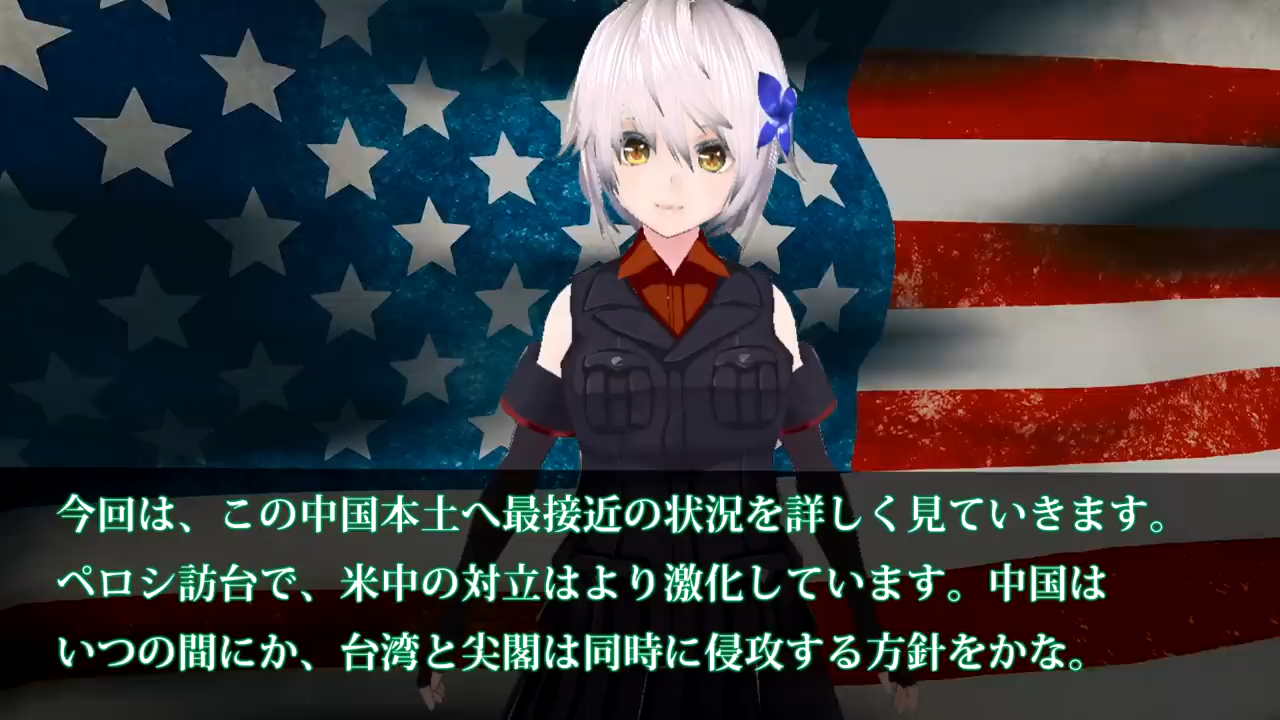 今回は、この中国本土へ最接近の状況を詳しく見ていきます。
ペロシ訪台で、米中の対立はより激化しています。中国は
いつの間にか、台湾と尖閣は同時に侵攻する方針をかな。